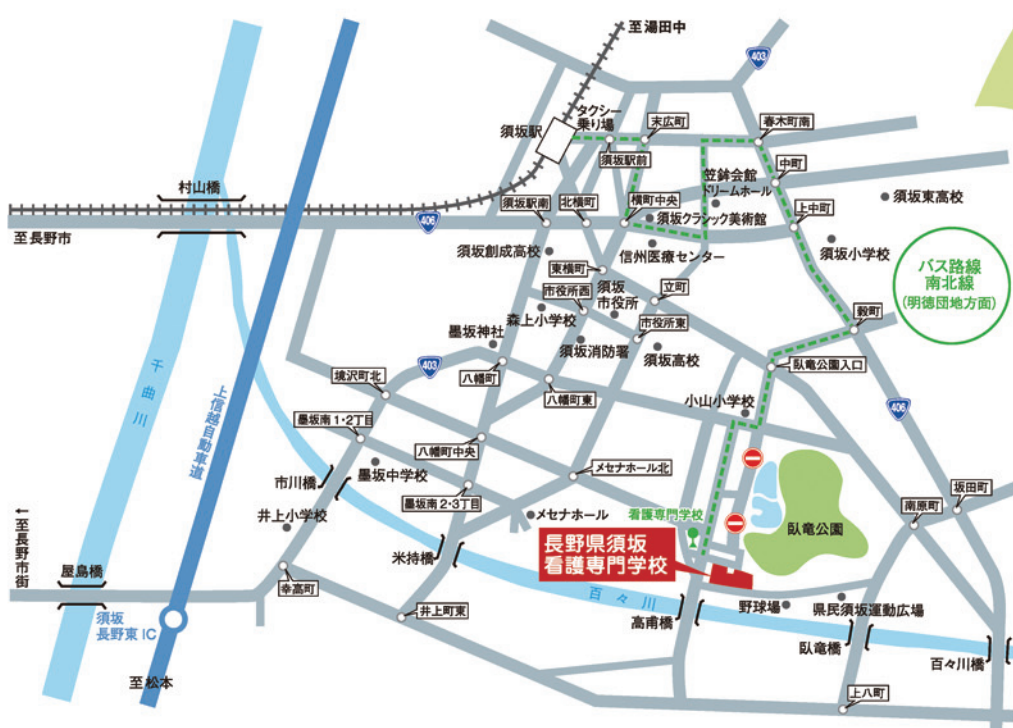 至湯田中
403
タクシー
乗り場
須坂駅
末広町
春木町南
須坂駅前
中町
笠鉾会館
ドリームホール
村山橋
須坂東高校
須坂駅南
北横町
横町中央
406
須坂クラシック美術館
上中町
至長野市
須坂創成高校
信州医療センター
須坂小学校
バス路線
南北線
(明徳団地方面)
東横町
市役所西
須坂
市役所
立町
森上小学校
墨坂神社
市役所東
穀町
須坂消防署
須坂高校
403
八幡町
臥竜公園入口
境沢町北
千曲川
上信越自動車道
八幡町東
小山小学校
406
墨坂南1・2丁目
八幡町中央
墨坂中学校
メセナホール北
市川橋
墨坂南2・3丁目
坂田町
南原町
井上小学校
メセナホール
看護専門学校
臥竜公園
←至長野市街
長野県須坂
看護専門学校
米持橋
屋島橋
幸高町
百々川
野球場
県民須坂運動広場
井上町東
高甫橋
須坂
長野東IC
臥竜橋
百々川橋
至松本
上八町